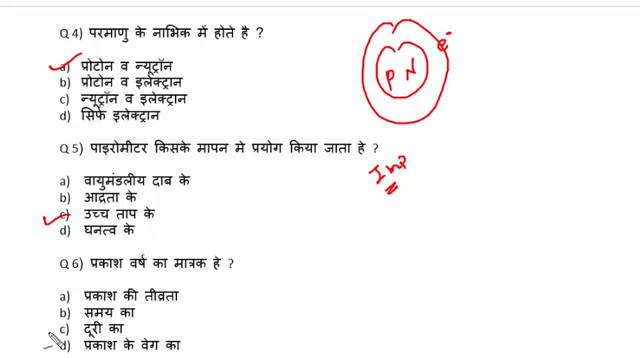 Q 4) परमाणु के नाभिक में होते है ?
a) प्रोटोन व न्यूट्रॉन
b) प्रोटोन व इलेक्ट्रान
c) न्यूट्रॉन व इलेक्ट्रान
d) सिर्फ इलेक्ट्रान
P N e-
Q 5) पाइरोमीटर किसके मापन मे प्रयोग किया जाता हे ?
Imp
a) वायुमंडलीय दाब के
b) आद्रता के
c) उच्च ताप के
d) घनत्व के
Q 6) प्रकाश वर्ष का मात्रक हे ?
a) प्रकाश की तीव्रता
b) समय का
c) दूरी का
d) प्रकाश के वेग का